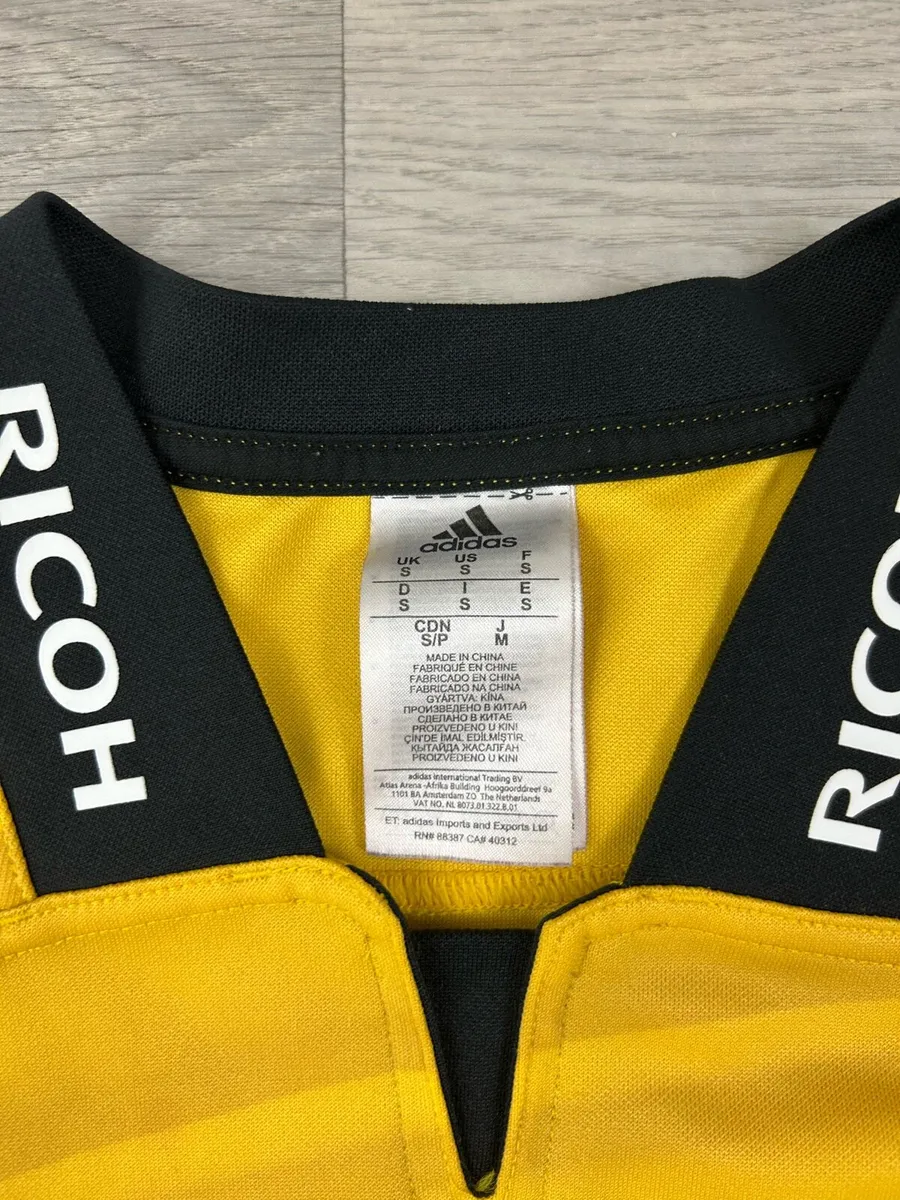 RICOH
adidas
UK US F
S S S
D I E
S S S
CDN J
S/P M
MADE IN CHINA
FABRIQUÉ EN CHINE
FABRICADO EN CHINA
FABRICADO NA CHINA
GYÁRTVA: KÍNA
ПРОИЗВЕДЕНО В КИТАЙ
СДЕЛАНО В КИТАЕ
PROIZVEDENO U KINI
ÇIN'DE IMAL EDİLMİŞTİR.
ҚЫТАЙДА ЖАСАЛҒАН
PROIZVEDENO U KINI
adidas International Trading BV
Atlas Arena -Afrika Building Hoogoorddreef 9a
1101 BA Amsterdam ZO The Netherlands
VAT NO. NL 8073.01.322.B.01
ET: adidas Imports and Exports Ltd
RN# 88387 CA# 40312
RICO